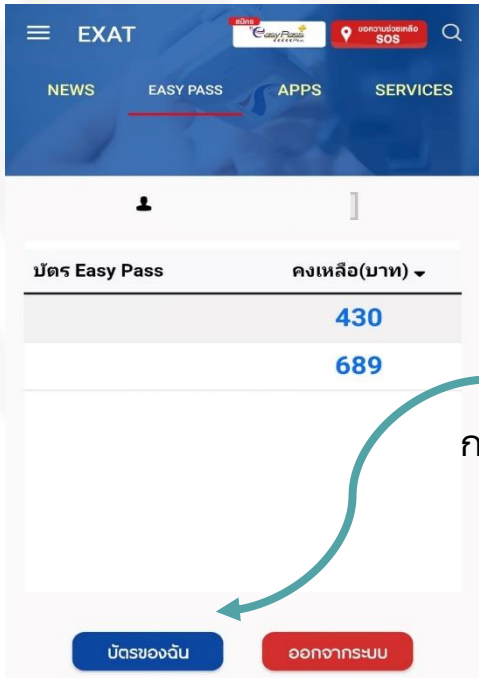 EXAT
สมัคร
Easy Pass
ขอความช่วยเหลือ
SOS
NEWS EASY PASS APPS SERVICES
บัตร Easy Pass คงเหลือ(บาท)
430
689
ก
บัตรของฉัน ออกจากระบบ